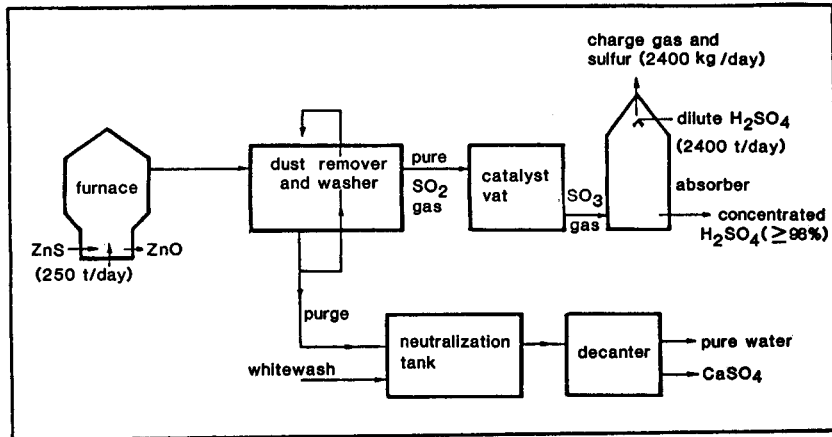 charge gas and
sulfur (2400 kg/day)
dilute H2SO4
(2400 t/day)
absorber
concentrated
H2SO4 (≥98%)
furnace
ZnS
ZnO
(250 t/day)
dust remover
and washer
pure
SO2
gas
catalyst
vat
SO3
gas
purge
whitewash
neutralization
tank
decanter
pure water
CaSO4